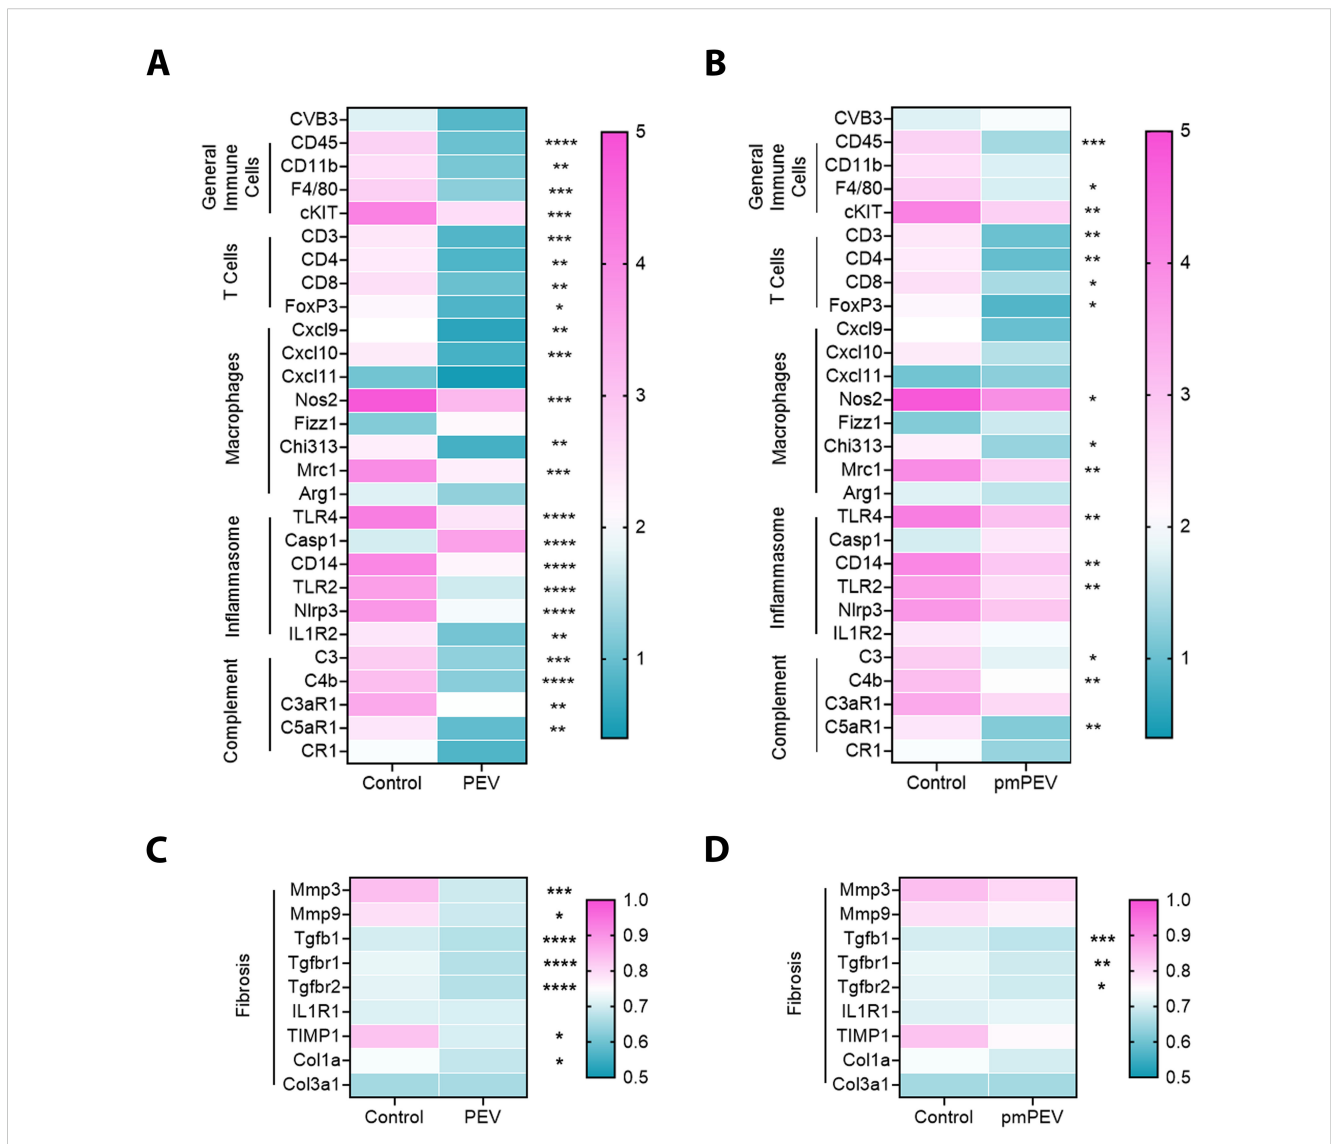 A
General
Immune
Cells
T Cells
Macrophages
Inflammasome
Complement
CVB3
CD45 ****
CD11b **
F4/80 ***
cKIT ***
CD3 ***
CD4 **
CD8 **
FoxP3 *
Cxcl9 **
Cxcl10 ***
Cxcl11
Nos2 ***
Fizz1
Chi313 **
Mrc1 ***
Arg1
TLR4 ****
Casp1 ****
CD14 ****
TLR2 ****
Nlrp3 ****
IL1R2 **
C3 ***
C4b ****
C3aR1 **
C5aR1 **
CR1
Control PEV
5
4
3
2
1
B
General
Immune
Cells
T Cells
Macrophages
Inflammasome
Complement
CVB3
CD45 ***
CD11b
F4/80 *
cKIT **
CD3 **
CD4 **
CD8 *
FoxP3 *
Cxcl9
Cxcl10
Cxcl11
Nos2 *
Fizz1
Chi313 *
Mrc1 **
Arg1
TLR4 **
Casp1
CD14 **
TLR2 **
Nlrp3
IL1R2
C3 *
C4b **
C3aR1
C5aR1 **
CR1
Control pmPEV
5
4
3
2
1
C
Fibrosis
Mmp3 ***
Mmp9 *
Tgfb1 ****
Tgfbr1 ****
Tgfbr2 ****
IL1R1
TIMP1 *
Col1a *
Col3a1
Control PEV
1.0
0.9
0.8
0.7
0.6
0.5
D
Fibrosis
Mmp3
Mmp9
Tgfb1 ***
Tgfbr1 **
Tgfbr2 *
IL1R1
TIMP1
Col1a
Col3a1
Control pmPEV
1.0
0.9
0.8
0.7
0.6
0.5